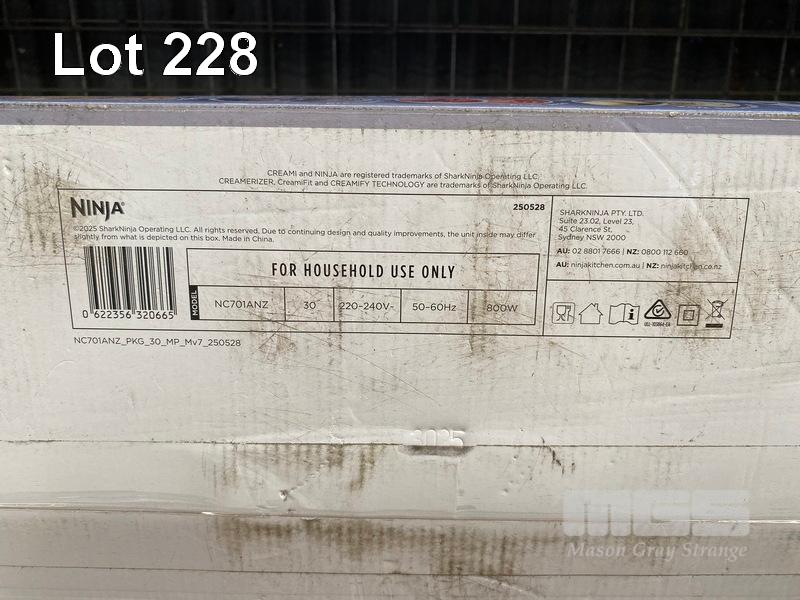 Lot 228
CREAMI and NINJA are registered trademarks of SharkNinja Operating LLC.
CREAMERIZER, CreamiFit and CREAMIFY TECHNOLOGY are trademarks of SharkNinja Operating LLC.
NINJA®
250528
©2025 SharkNinja Operating LLC. All rights reserved. Due to continuing design and quality improvements, the unit inside may differ
slightly from what is depicted on this box. Made in China.
0 622356 320665
FOR HOUSEHOLD USE ONLY
MODEL
NC701ANZ 30 220-240V~ 50-60Hz 800W
SHARKNINJA PTY. LTD.
Suite 23.02, Level 23,
45 Clarence St,
Sydney NSW 2000
AU: 02 8801 7666 | NZ: 0800 112 660
AU: ninjakitchen.com.au | NZ: ninjakitchen.co.nz
NC701ANZ_PKG_30_MP_Mv7_250528
3025
MGS
Mason Gray Strange